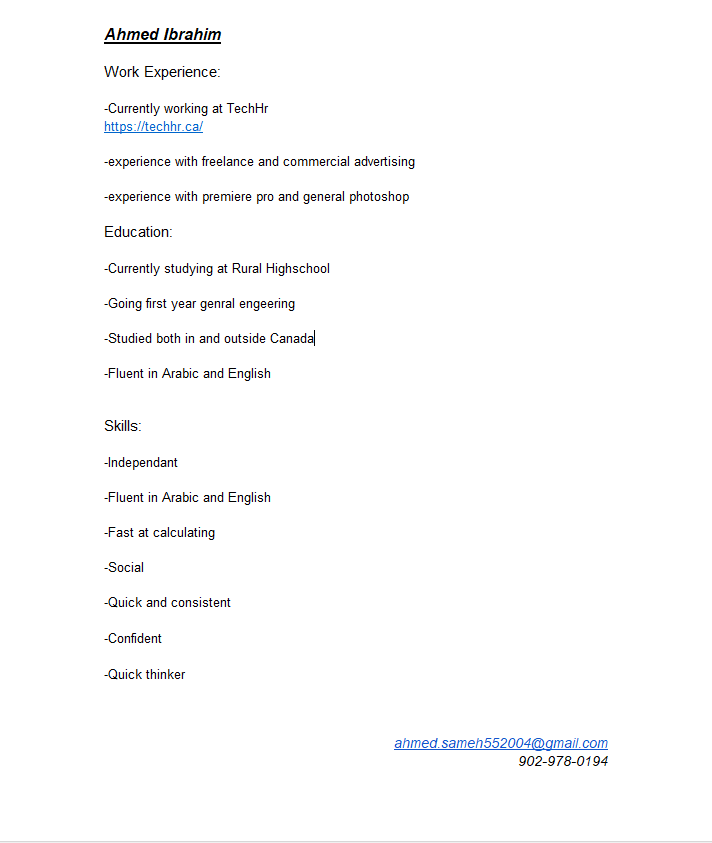 Ahmed Ibrahim
Work Experience:
-Currently working at TechHr
https://techhr.ca/
-experience with freelance and commercial advertising
-experience with premiere pro and general photoshop
Education:
-Currently studying at Rural Highschool
-Going first year genral engeering
-Studied both in and outside Canada
-Fluent in Arabic and English
Skills:
-Independant
-Fluent in Arabic and English
-Fast at calculating
-Social
-Quick and consistent
-Confident
-Quick thinker
ahmed.sameh552004@gmail.com
902-978-0194